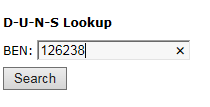 D-U-N-S Lookup
BEN: 126238 ×
Search